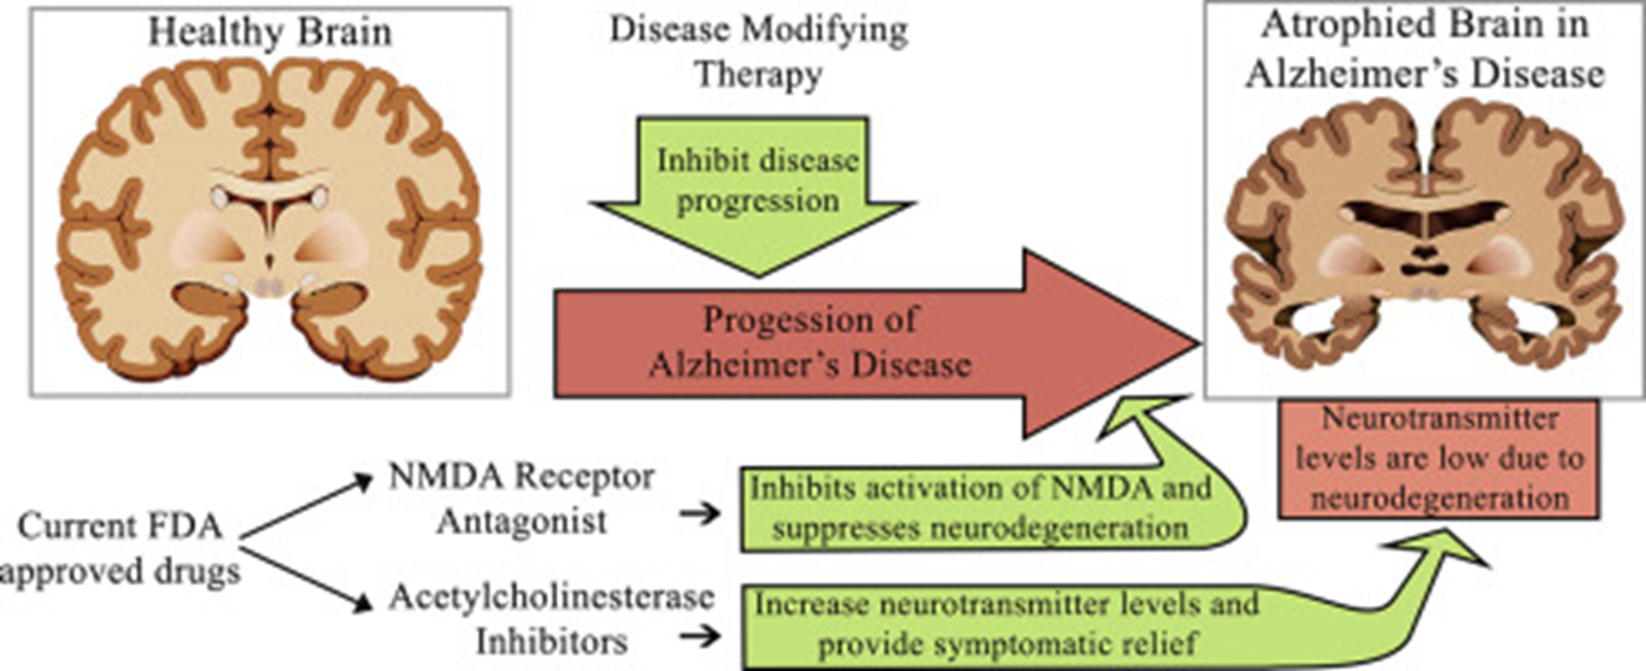 Healthy Brain
Disease Modifying
Therapy
Inhibit disease
progression
Atrophied Brain in
Alzheimer's Disease
Progession of
Alzheimer's Disease
Neurotransmitter
levels are low due to
neurodegeneration
Current FDA
approved drugs
NMDA Receptor
Antagonist
Inhibits activation of NMDA and
suppresses neurodegeneration
Acetylcholinesterase
Inhibitors
Increase neurotransmitter levels and
provide symptomatic relief